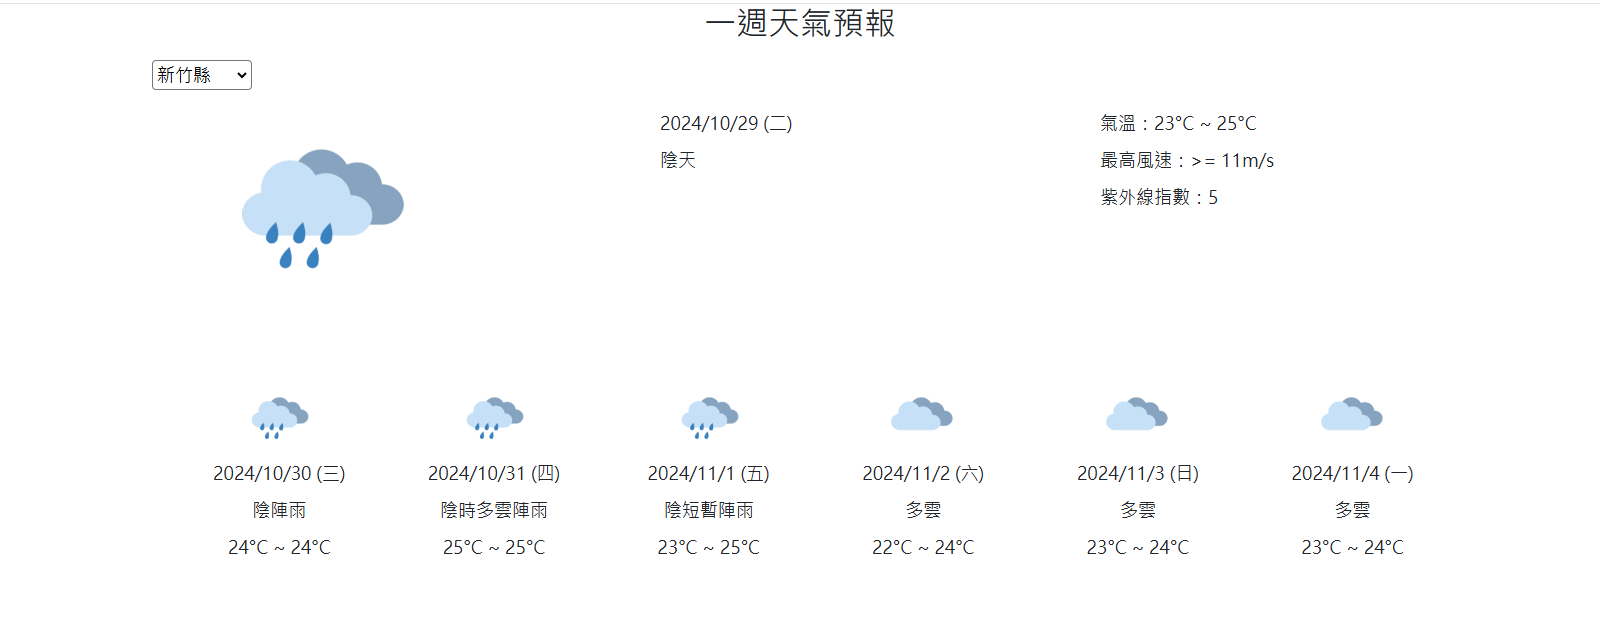 一週天氣預報
新竹縣
2024/10/29 (二)
陰天
氣溫：23°C ~ 25°C
最高風速：>= 11m/s
紫外線指數：5
2024/10/30 (三)
陰陣雨
24°C ~ 24°C
2024/10/31 (四)
陰時多雲陣雨
25°C ~ 25°C
2024/11/1 (五)
陰短暫陣雨
23°C ~ 25°C
2024/11/2 (六)
多雲
22°C ~ 24°C
2024/11/3 (日)
多雲
23°C ~ 24°C
2024/11/4 (一)
多雲
23°C ~ 24°C